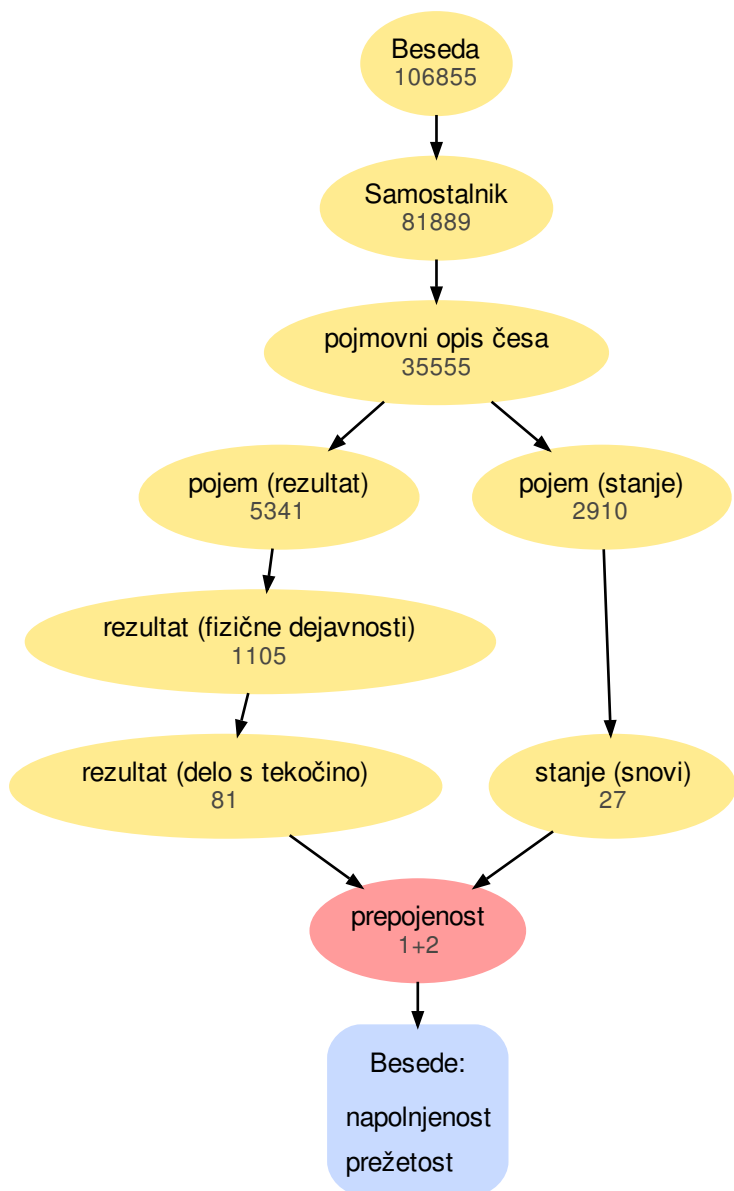 Beseda
106855
Samostalnik
81889
pojmovni opis česa
35555
pojem (rezultat)
5341
pojem (stanje)
2910
rezultat (fizične dejavnosti)
1105
rezultat (delo s tekočino)
81
stanje (snovi)
27
prepojenost
1+2
Besede:
napolnjenost
prežetost